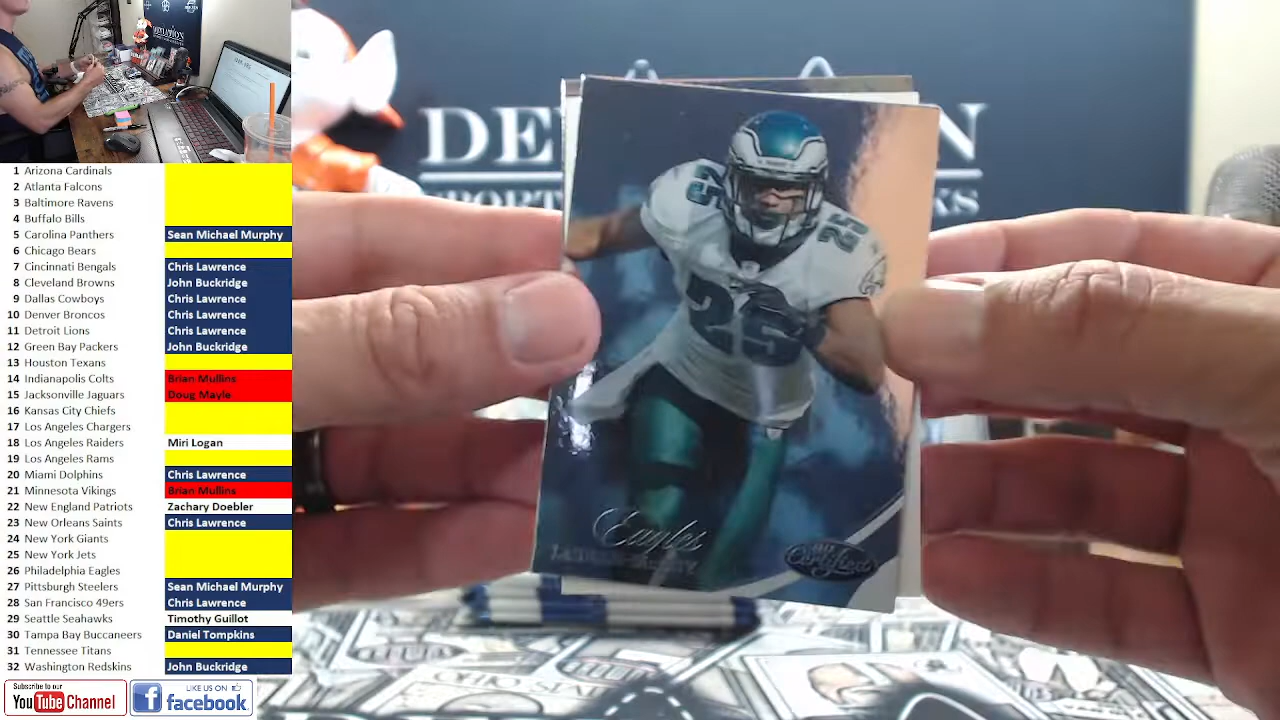 1 Arizona Cardinals
2 Atlanta Falcons
3 Baltimore Ravens
4 Buffalo Bills
5 Carolina Panthers Sean Michael Murphy
6 Chicago Bears
7 Cincinnati Bengals Chris Lawrence
8 Cleveland Browns John Buckridge
9 Dallas Cowboys Chris Lawrence
10 Denver Broncos Chris Lawrence
11 Detroit Lions Chris Lawrence
12 Green Bay Packers John Buckridge
13 Houston Texans
14 Indianapolis Colts Brian Mullins
15 Jacksonville Jaguars Doug Mayle
16 Kansas City Chiefs
17 Los Angeles Chargers
18 Los Angeles Raiders Miri Logan
19 Los Angeles Rams
20 Miami Dolphins Chris Lawrence
21 Minnesota Vikings Brian Mullins
22 New England Patriots Zachary Doebler
23 New Orleans Saints Chris Lawrence
24 New York Giants
25 New York Jets
26 Philadelphia Eagles
27 Pittsburgh Steelers Sean Michael Murphy
28 San Francisco 49ers Chris Lawrence
29 Seattle Seahawks Timothy Guillot
30 Tampa Bay Buccaneers Daniel Tompkins
31 Tennessee Titans
32 Washington Redskins John Buckridge
Subscribe to our
YouTube Channel
LIKE US ON
facebook
25
25
25
Eagles
Certified